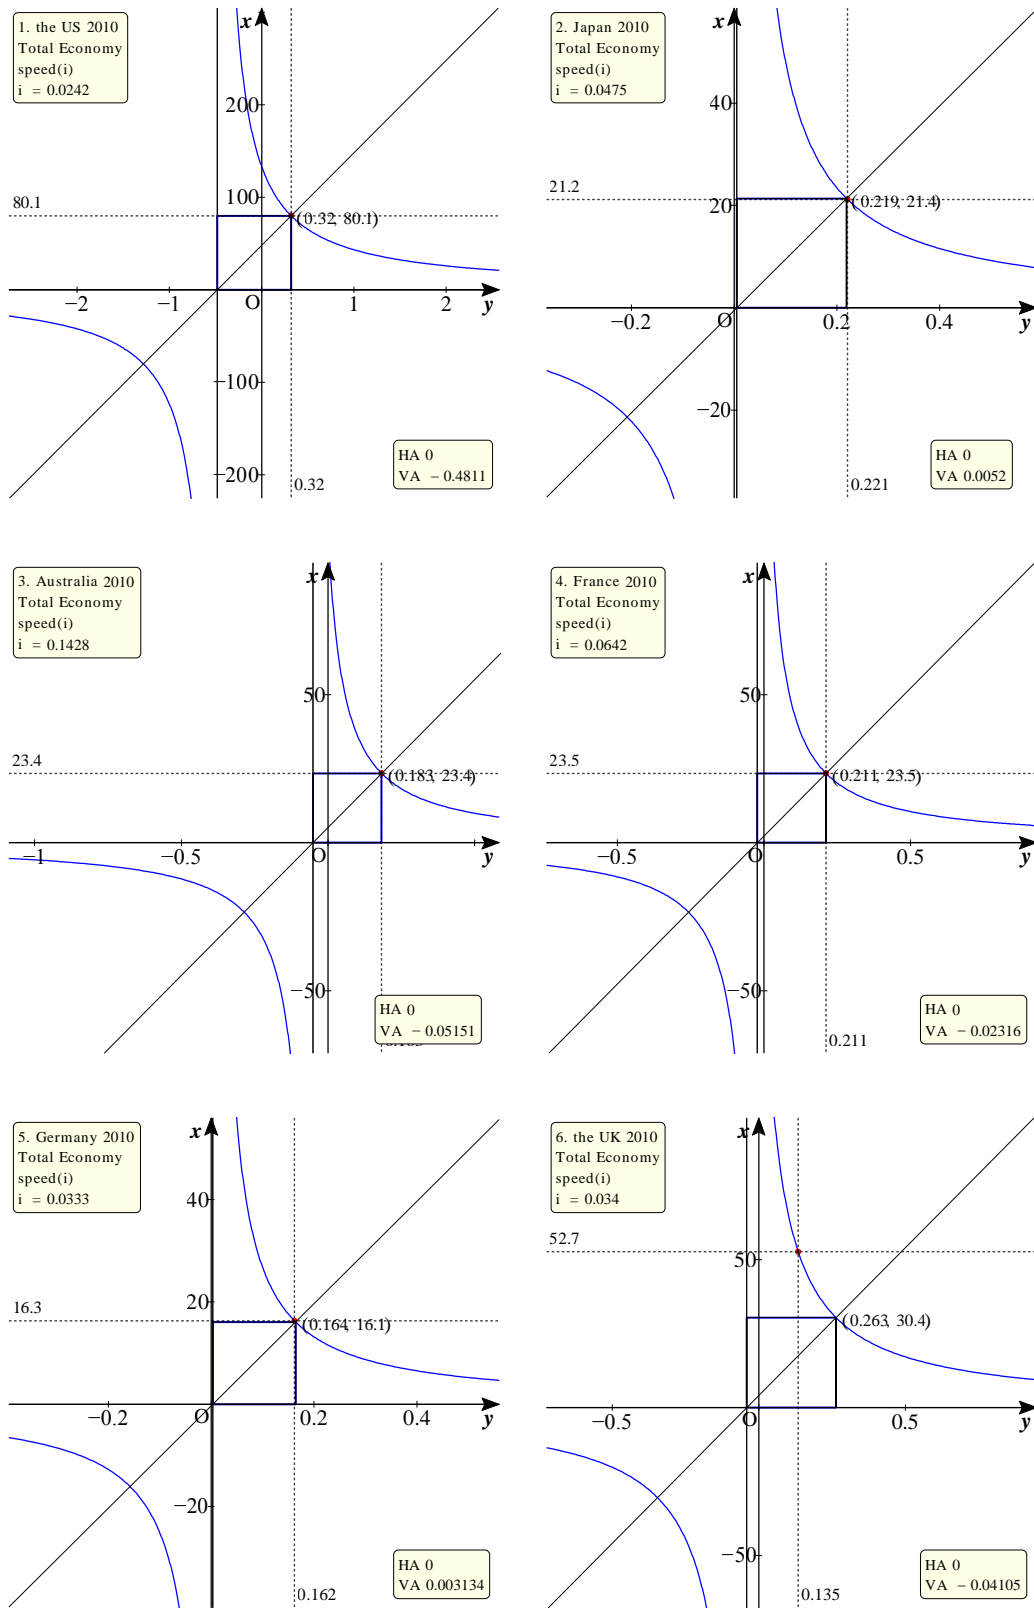 1. the US 2010
Total Economy
speed(i)
i = 0.0242
x
200
100
80.1
(0.32, 80.1)
−2
−1
O
1
2
y
−100
−200
0.32
HA 0
VA −0.4811
2. Japan 2010
Total Economy
speed(i)
i = 0.0475
x
40
21.2
20
(0.219, 21.4)
−0.2
O
0.2
0.4
y
−20
0.221
HA 0
VA 0.0052
3. Australia 2010
Total Economy
speed(i)
i = 0.1428
x
50
23.4
(0.183, 23.4)
−1
−0.5
O
y
−50
HA 0
VA −0.05151
4. France 2010
Total Economy
speed(i)
i = 0.0642
x
50
23.5
(0.211, 23.5)
−0.5
O
0.5
y
−50
0.211
HA 0
VA −0.02316
5. Germany 2010
Total Economy
speed(i)
i = 0.0333
x
40
20
16.3
(0.164, 16.1)
−0.2
O
0.2
0.4
y
−20
0.162
HA 0
VA 0.003134
6. the UK 2010
Total Economy
speed(i)
i = 0.034
x
52.7
50
(0.263, 30.4)
−0.5
O
0.5
y
−50
0.135
HA 0
VA −0.04105